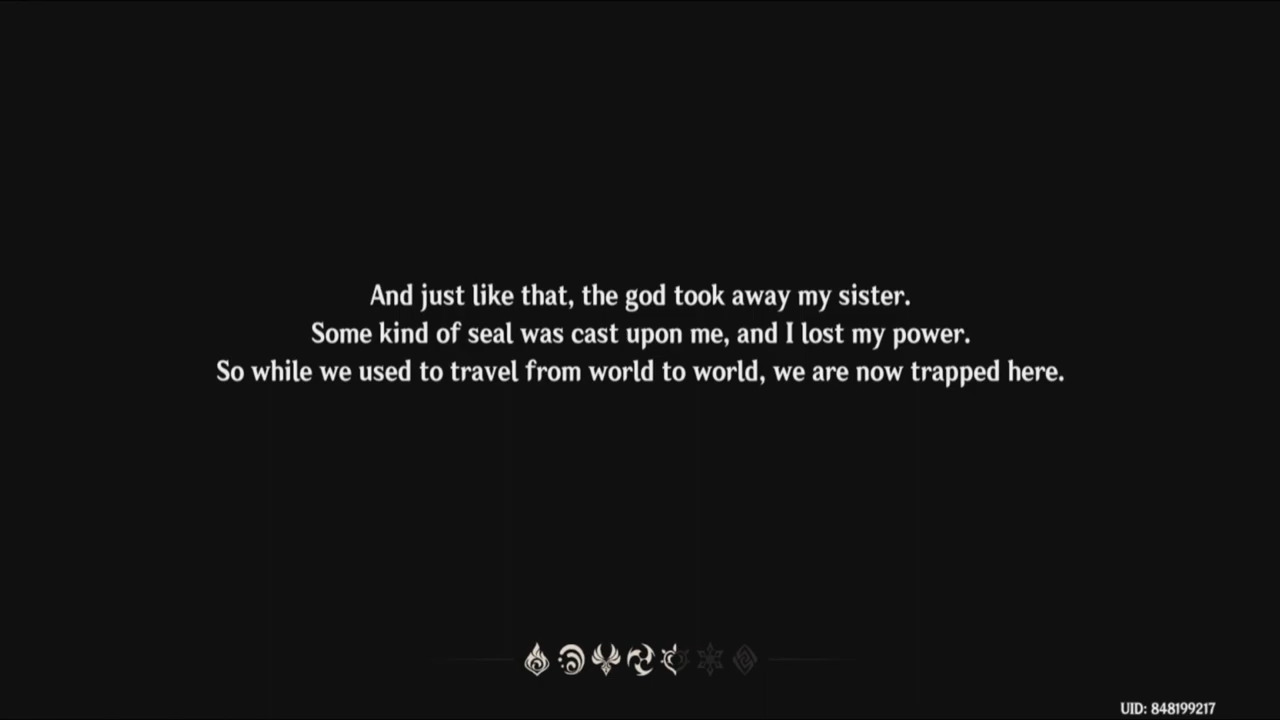 And just like that, the god took away my sister.
Some kind of seal was cast upon me, and I lost my power.
So while we used to travel from world to world, we are now trapped here.
UID: 848199217